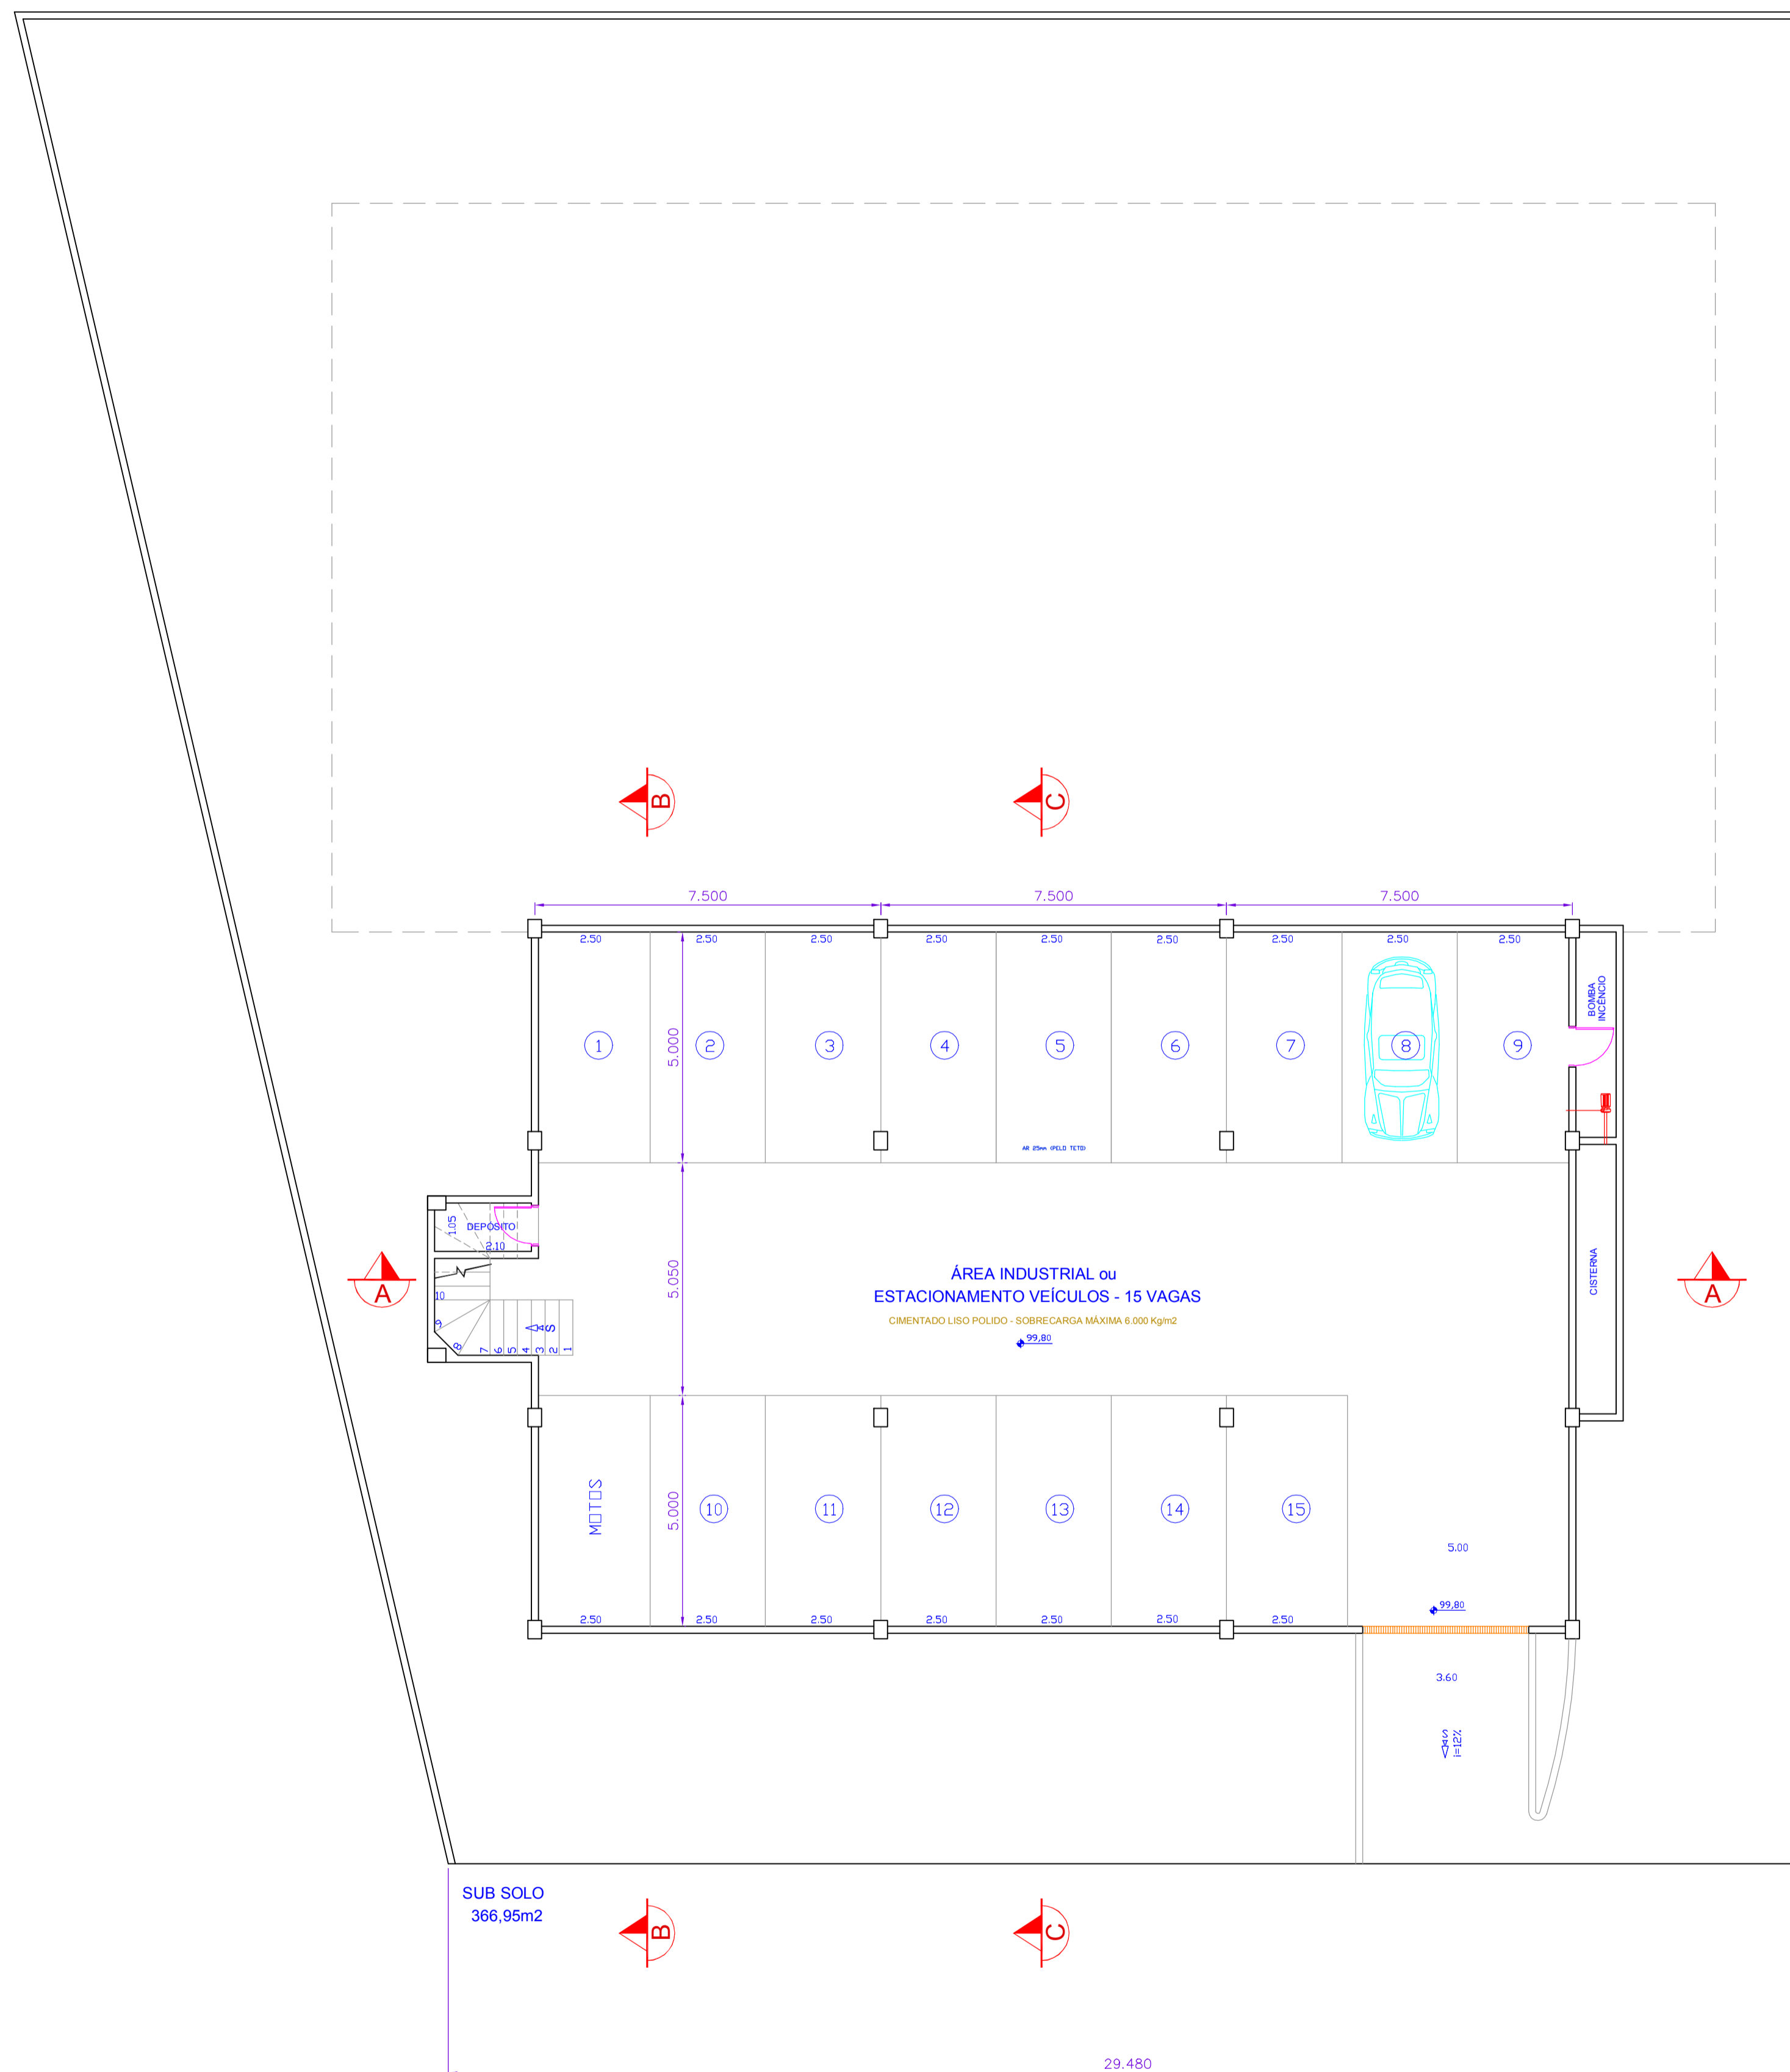 B
C
7.500
7.500
7.500
2.50
2.50
2.50
2.50
2.50
2.50
2.50
2.50
2.50
BOMBA
INCÊNCIO
5.000
1
2
3
4
5
6
7
8
9
AR 25mm (PELO TETO)
1.05
DEPÓSITO
2.10
A
10
9
8
7
6
5
4
3
2
1
S
5.050
ÁREA INDUSTRIAL ou
ESTACIONAMENTO VEÍCULOS - 15 VAGAS
CIMENTADO LISO POLIDO - SOBRECARGA MÁXIMA 6.000 Kg/m2
99,80
CISTERNA
A
MOTOS
5.000
10
11
12
13
14
15
5.00
99,80
2.50
2.50
2.50
2.50
2.50
2.50
2.50
3.60
S
i=12%
SUB SOLO
366,95m2
B
C
29.480